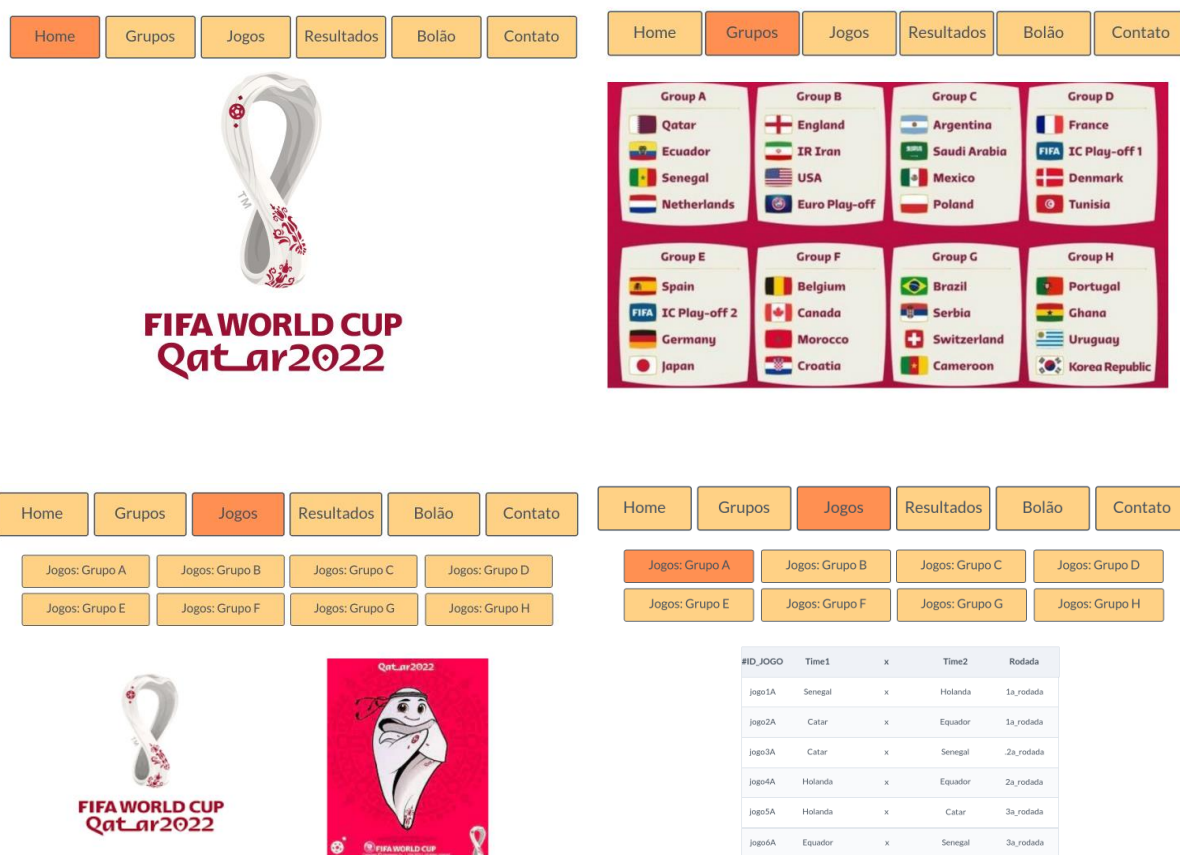 Home Grupos Jogos Resultados Bolão Contato
TM
FIFA WORLD CUP
Qatar2022
Home Grupos Jogos Resultados Bolão Contato
Group A Group B Group C Group D
Qatar England Argentina France
Ecuador IR Iran Saudi Arabia FIFA IC Play-off 1
Senegal USA Mexico Denmark
Netherlands Euro Play-off Poland Tunisia
Group E Group F Group G Group H
Spain Belgium Brazil Portugal
FIFA IC Play-off 2 Canada Serbia Ghana
Germany Morocco Switzerland Uruguay
Japan Croatia Cameroon Korea Republic
Home Grupos Jogos Resultados Bolão Contato
Jogos: Grupo A Jogos: Grupo B Jogos: Grupo C Jogos: Grupo D
Jogos: Grupo E Jogos: Grupo F Jogos: Grupo G Jogos: Grupo H
TM
FIFA WORLD CUP
Qatar2022
Qatar2022
FIFA WORLD CUP
Home Grupos Jogos Resultados Bolão Contato
Jogos: Grupo A Jogos: Grupo B Jogos: Grupo C Jogos: Grupo D
Jogos: Grupo E Jogos: Grupo F Jogos: Grupo G Jogos: Grupo H
#ID_JOGO Time1 x Time2 Rodada
jogo1A Senegal x Holanda 1a_rodada
jogo2A Catar x Equador 1a_rodada
jogo3A Catar x Senegal .2a_rodada
jogo4A Holanda x Equador 2a_rodada
jogo5A Holanda x Catar 3a_rodada
jogo6A Equador x Senegal 3a_rodada